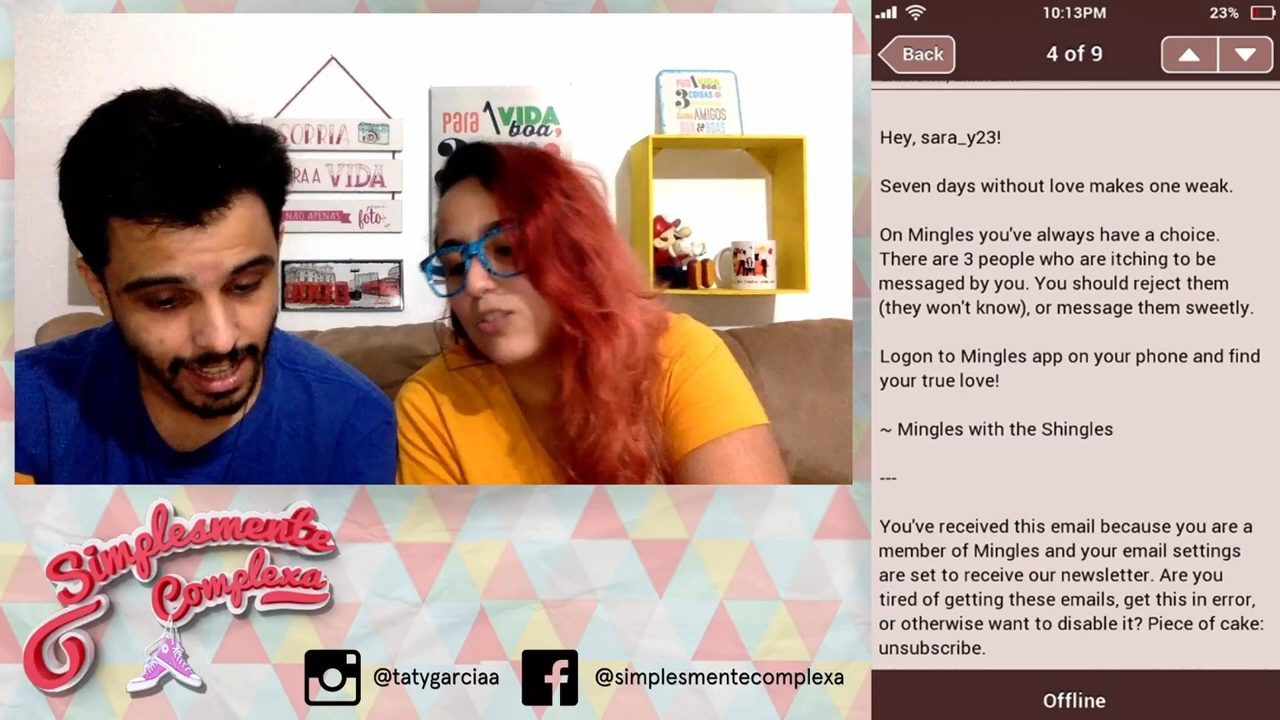 SORRIA
PARA A VIDA
NÃO APENAS
foto
Para 1 VIDA
boa,
3
3 COISAS
AMIGOS
10:13PM
23%
Back
4 of 9
Hey, sara_y23!
Seven days without love makes one weak.
On Mingles you've always have a choice.
There are 3 people who are itching to be
messaged by you. You should reject them
(they won't know), or message them sweetly.
Logon to Mingles app on your phone and find
your true love!
~ Mingles with the Shingles
---
You've received this email because you are a
member of Mingles and your email settings
are set to receive our newsletter. Are you
tired of getting these emails, get this in error,
or otherwise want to disable it? Piece of cake:
unsubscribe.
Offline
Simplesmente
Complexa
@tatygarciaa
@simplesmentecomplexa